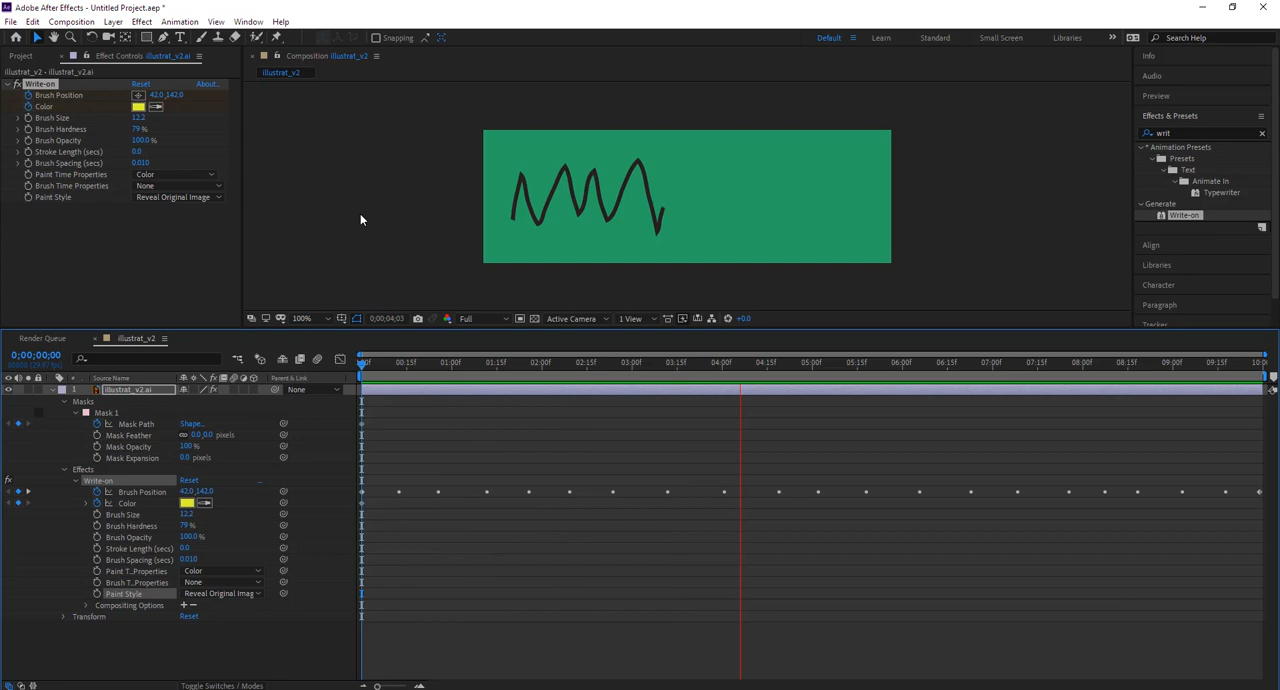 Adobe After Effects - Untitled Project.aep *
File Edit Composition Layer Effect Animation View Window Help
Snapping
Default Learn Standard Small Screen Libraries Search Help
Project Effect Controls illustrat_v2.ai
illustrat_v2 • illustrat_v2.ai
fx Write-on Reset About...
Brush Position 42.0,142.0
Color
Brush Size 12.2
Brush Hardness 79 %
Brush Opacity 100.0 %
Stroke Length (secs) 0.0
Brush Spacing (secs) 0.010
Paint Time Properties Color
Brush Time Properties None
Paint Style Reveal Original Image
Composition illustrat_v2
illustrat_v2
100% 0;00;04;03 Full Active Camera 1 View +0.0
Info
Audio
Preview
Effects & Presets
writ
* Animation Presets
Presets
Text
Animate In
Typewriter
Generate
Write-on
Align
Libraries
Character
Paragraph
Tracker
Render Queue illustrat_v2
0;00;00;00
00000 (29.97 fps)
:00f 00:15f 01:00f 01:15f 02:00f 02:15f 03:00f 03:15f 04:00f 04:15f 05:00f 05:15f 06:00f 06:15f 07:00f 07:15f 08:00f 08:15f 09:00f 09:15f 10:0
# Source Name Parent & Link
1 illustrat_v2.ai None
Masks
Mask 1
Mask Path Shape...
Mask Feather 0.0,0.0 pixels
Mask Opacity 100 %
Mask Expansion 0.0 pixels
Effects
fx Write-on Reset ...
Brush Position 42.0,142.0
Color
Brush Size 12.2
Brush Hardness 79 %
Brush Opacity 100.0 %
Stroke Length (secs) 0.0
Brush Spacing (secs) 0.010
Paint T...Properties Color
Brush T...Properties None
Paint Style Reveal Original Imag
Compositing Options + −
Transform Reset
Toggle Switches / Modes